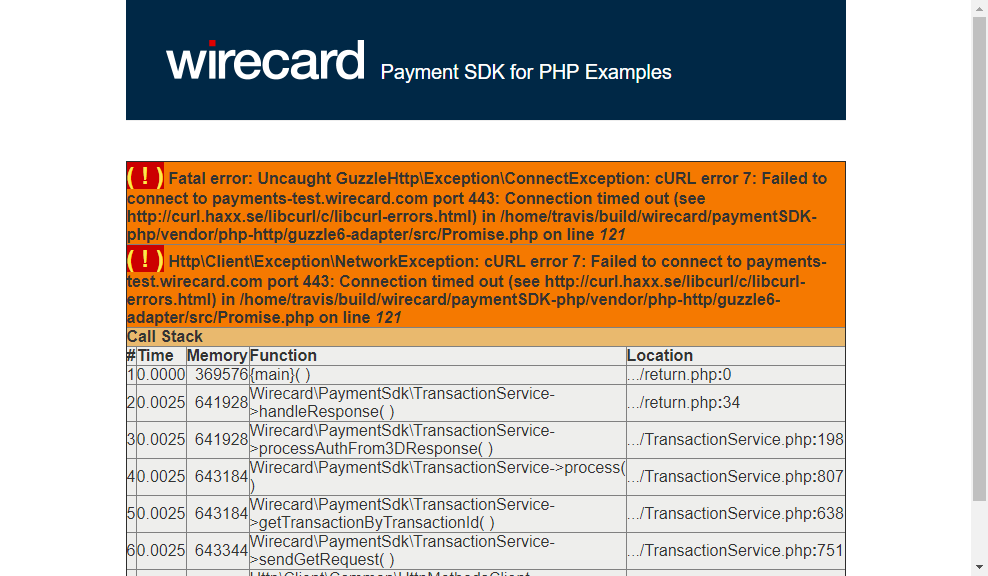 wirecard Payment SDK for PHP Examples
( ! ) Fatal error: Uncaught GuzzleHttp\Exception\ConnectException: cURL error 7: Failed to
connect to payments-test.wirecard.com port 443: Connection timed out (see
http://curl.haxx.se/libcurl/c/libcurl-errors.html) in /home/travis/build/wirecard/paymentSDK-
php/vendor/php-http/guzzle6-adapter/src/Promise.php on line 121
( ! ) Http\Client\Exception\NetworkException: cURL error 7: Failed to connect to payments-
test.wirecard.com port 443: Connection timed out (see http://curl.haxx.se/libcurl/c/libcurl-
errors.html) in /home/travis/build/wirecard/paymentSDK-php/vendor/php-http/guzzle6-
adapter/src/Promise.php on line 121
Call Stack
# Time Memory Function Location
1 0.0000 369576 {main}( ) .../return.php:0
2 0.0025 641928 Wirecard\PaymentSdk\TransactionService-
>handleResponse( ) .../return.php:34
3 0.0025 641928 Wirecard\PaymentSdk\TransactionService-
>processAuthFrom3DResponse( ) .../TransactionService.php:198
4 0.0025 643184 Wirecard\PaymentSdk\TransactionService->process(
) .../TransactionService.php:807
5 0.0025 643184 Wirecard\PaymentSdk\TransactionService-
>getTransactionByTransactionId( ) .../TransactionService.php:638
6 0.0025 643344 Wirecard\PaymentSdk\TransactionService-
>sendGetRequest( ) .../TransactionService.php:751
Http\Client\Common\HttpMethodsClient